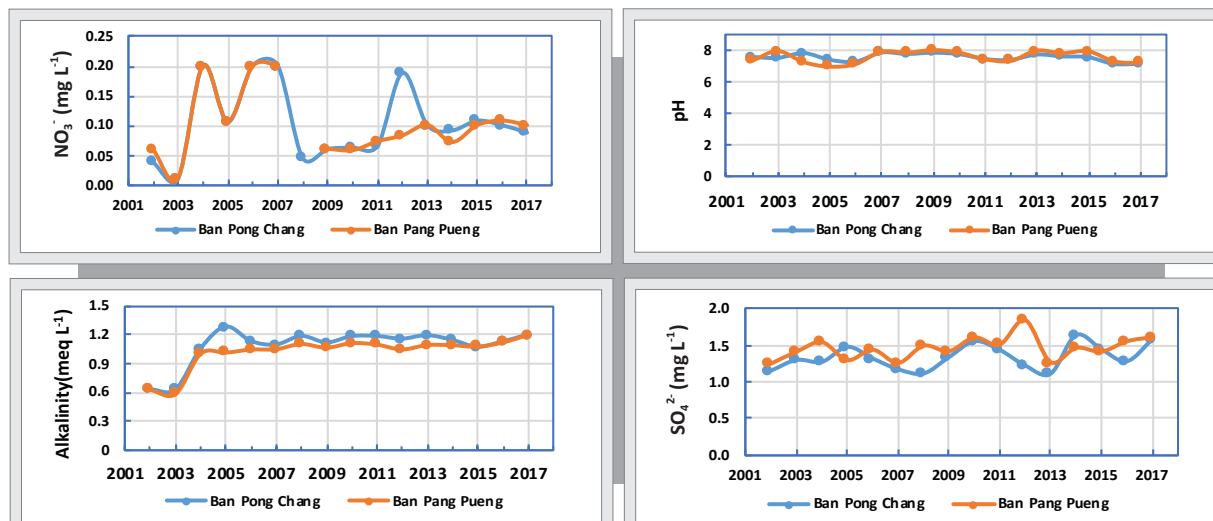 NO₃⁻ (mg L⁻¹)
0.25
0.20
0.15
0.10
0.05
0.00
2001 2003 2005 2007 2009 2011 2013 2015 2017
Ban Pong Chang Ban Pang Pueng
pH
10
8
6
4
2
0
2001 2003 2005 2007 2009 2011 2013 2015 2017
Ban Pong Chang Ban Pang Pueng
Alkalinity(meq L⁻¹)
1.5
1.2
0.9
0.6
0.3
0
2001 2003 2005 2007 2009 2011 2013 2015 2017
Ban Pong Chang Ban Pang Pueng
SO₄²⁻ (mg L⁻¹)
2.0
1.5
1.0
0.5
0.0
2001 2003 2005 2007 2009 2011 2013 2015 2017
Ban Pong Chang Ban Pang Pueng